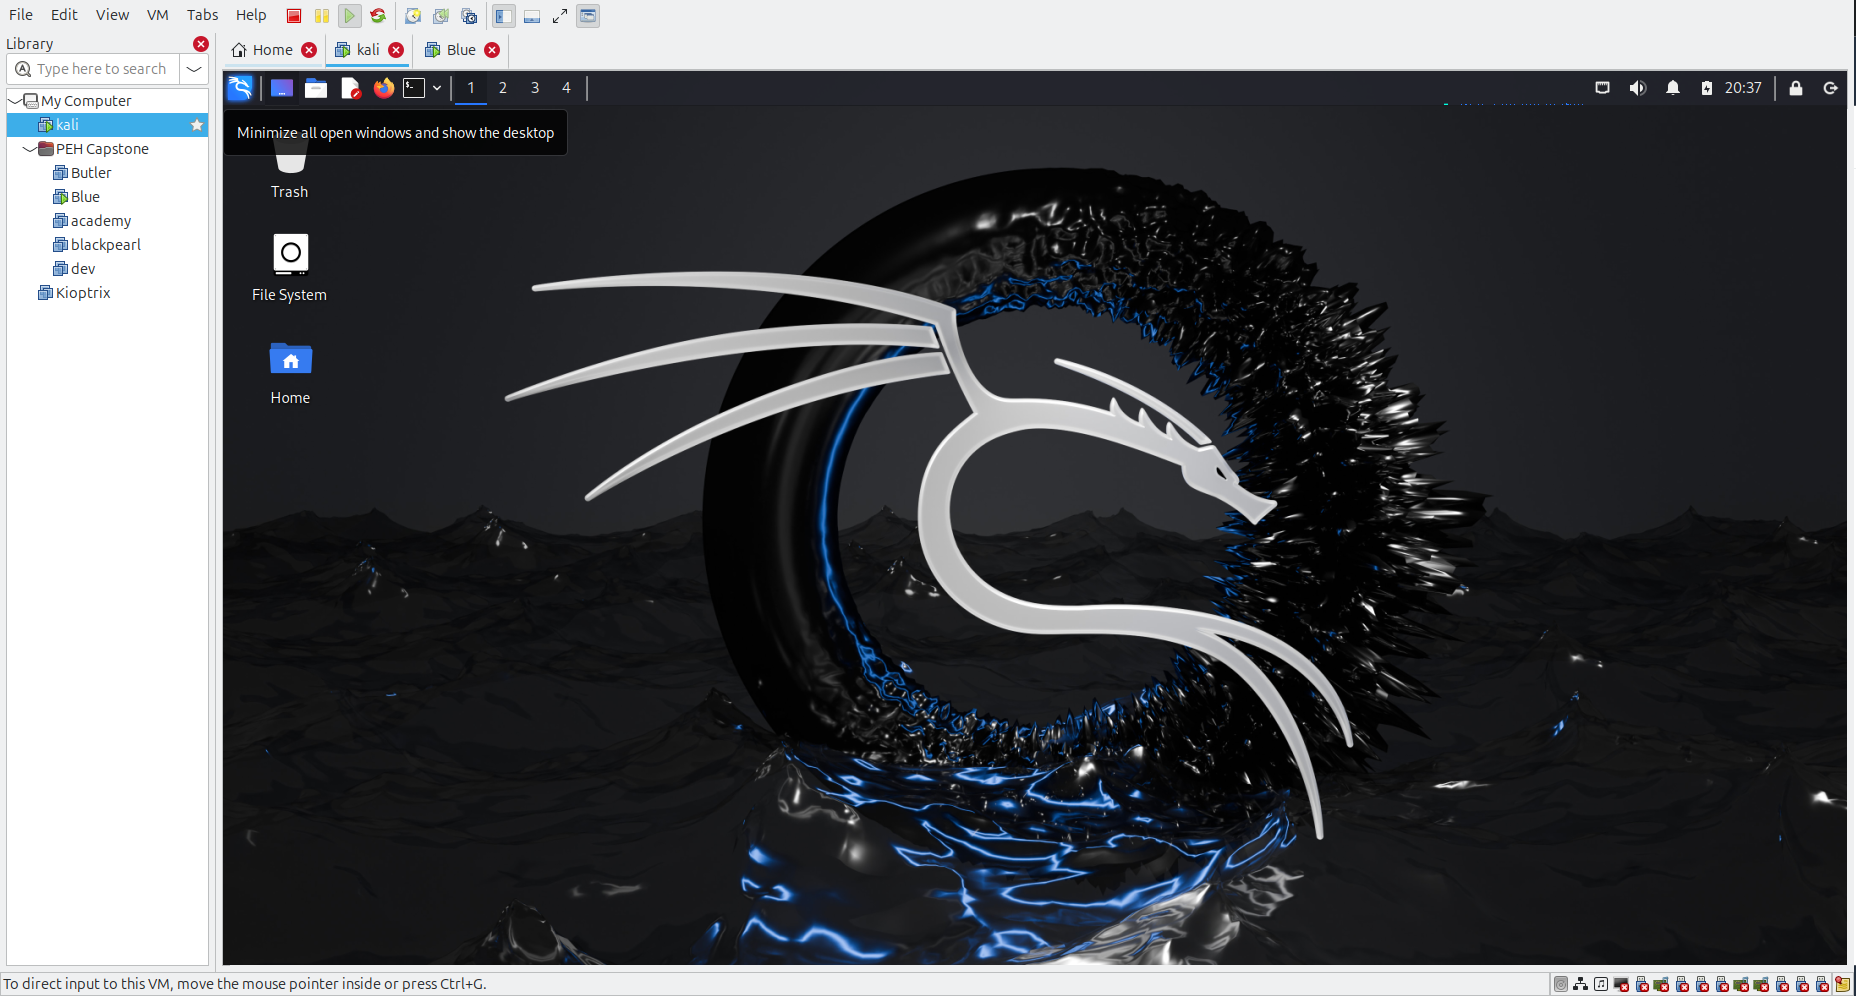 File Edit View VM Tabs Help
Library
Type here to search
My Computer
kali
PEH Capstone
Butler
Blue
academy
blackpearl
dev
Kioptrix
Home kali Blue
1 2 3 4 20:37
Minimize all open windows and show the desktop
Trash
File System
Home
To direct input to this VM, move the mouse pointer inside or press Ctrl+G.